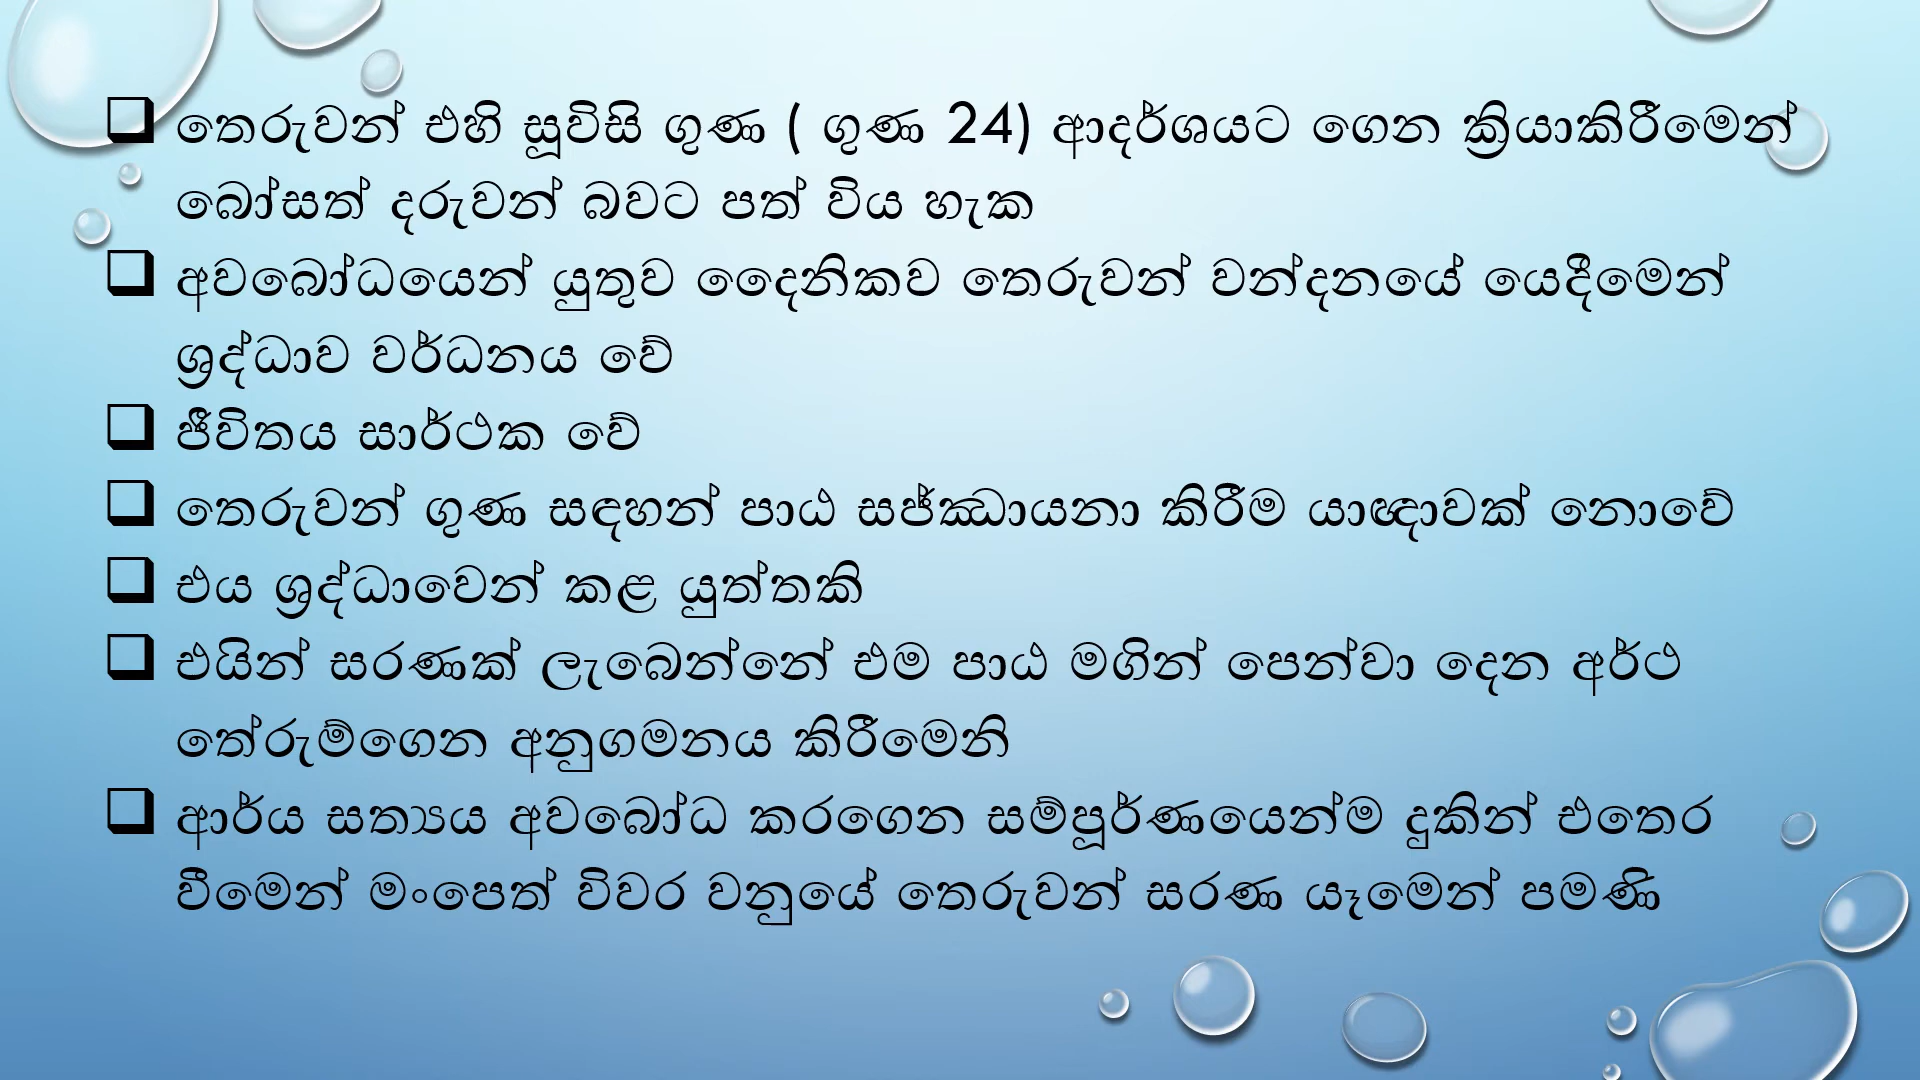 ❑ තෙරුවන් එහි සූවිසි ගුණ ( ගුණ 24) ආදර්ශයට ගෙන ක්‍රියාකිරීමෙන්
බෝසත් දරුවන් බවට පත් විය හැක
❑ අවබෝධයෙන් යුතුව දෛනිකව තෙරුවන් වන්දනයේ යෙදීමෙන්
ශ්‍රද්ධාව වර්ධනය වේ
❑ ජීවිතය සාර්ථක වේ
❑ තෙරුවන් ගුණ සඳහන් පාඨ සජ්ඣායනා කිරීම යාඥාවක් නොවේ
❑ එය ශ්‍රද්ධාවෙන් කළ යුත්තකි
❑ එයින් සරණක් ලැබෙන්නේ එම පාඨ මගින් පෙන්වා දෙන අර්ථ
තේරුම්ගෙන අනුගමනය කිරීමෙනි
❑ ආර්ය සත්‍යය අවබෝධ කරගෙන සම්පූර්ණයෙන්ම දුකින් එතෙර
වීමෙන් මංපෙත් විවර වනුයේ තෙරුවන් සරණ යෑමෙන් පමණි